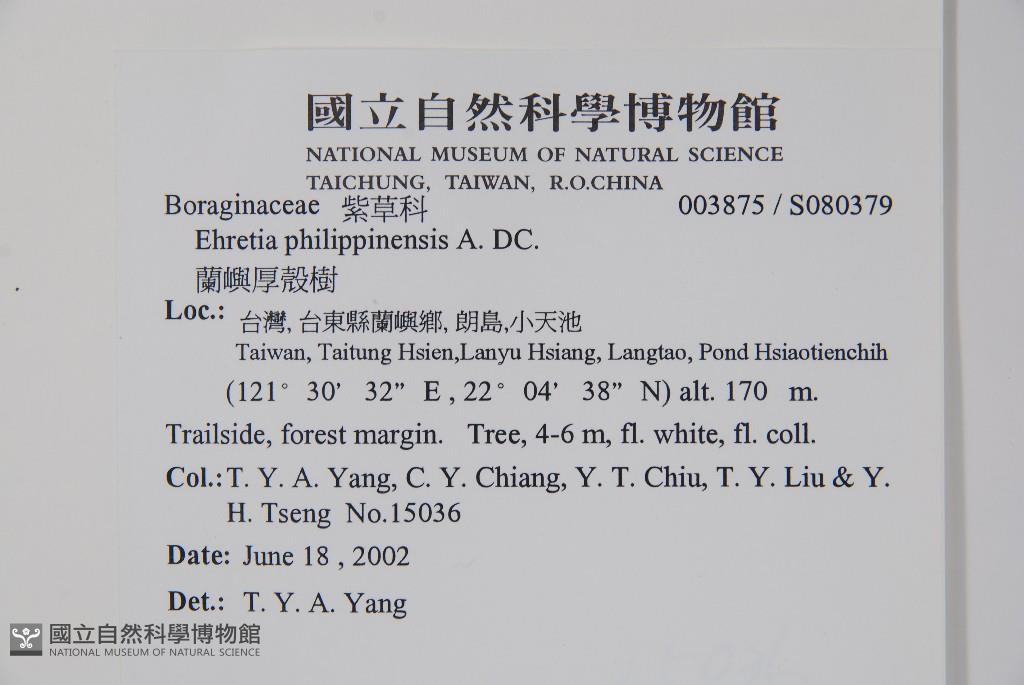 國立自然科學博物館
NATIONAL MUSEUM OF NATURAL SCIENCE
TAICHUNG, TAIWAN, R.O.CHINA
Boraginaceae 紫草科 003875 / S080379
Ehretia philippinensis A. DC.
蘭嶼厚殼樹
Loc.: 台灣, 台東縣蘭嶼鄉, 朗島,小天池
Taiwan, Taitung Hsien,Lanyu Hsiang, Langtao, Pond Hsiaotienchih
(121° 30' 32” E , 22° 04' 38” N) alt. 170 m.
Trailside, forest margin. Tree, 4-6 m, fl. white, fl. coll.
Col.: T. Y. A. Yang, C. Y. Chiang, Y. T. Chiu, T. Y. Liu & Y.
H. Tseng No.15036
Date: June 18 , 2002
Det.: T. Y. A. Yang
國立自然科學博物館
NATIONAL MUSEUM OF NATURAL SCIENCE